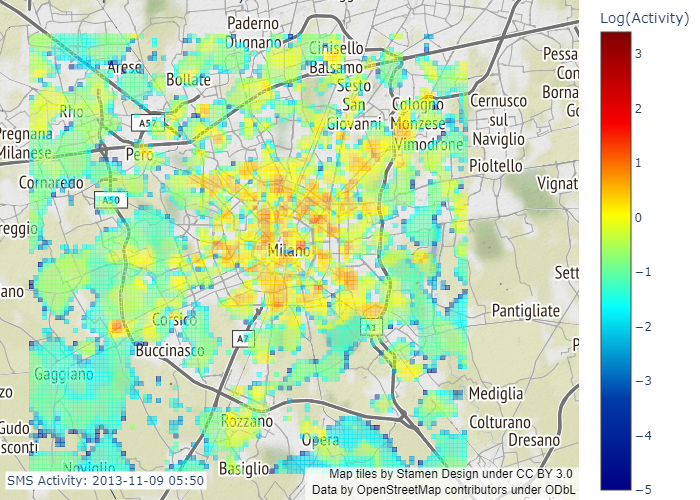 Log(Activity)
Paderno
Dugnano
Cinisello
Balsamo
Arese
Bollate
Sesto
San
Giovanni
Cologno
Monzese
Vimodrone
Cernusco
sul
Naviglio
Pioltello
Pessa
Con
Borna
Go
Rho
A52
Pregnana
Milanese
Pero
Cornaredo
A50
Vignat
reggio
Milano
Sett
ano
Corsico
A1
Pantigliate
A7
Buccinasco
P
Gaggiano
zo
Mediglia
Rozzano
Colturano
Gudo
sconti
Opera
Dresano
Noviglio
Basiglio
SMS Activity: 2013-11-09 05:50
Map tiles by Stamen Design under CC BY 3.0
Data by OpenStreetMap contributors under ODbL
3
2
1
0
−1
−2
−3
−4
−5